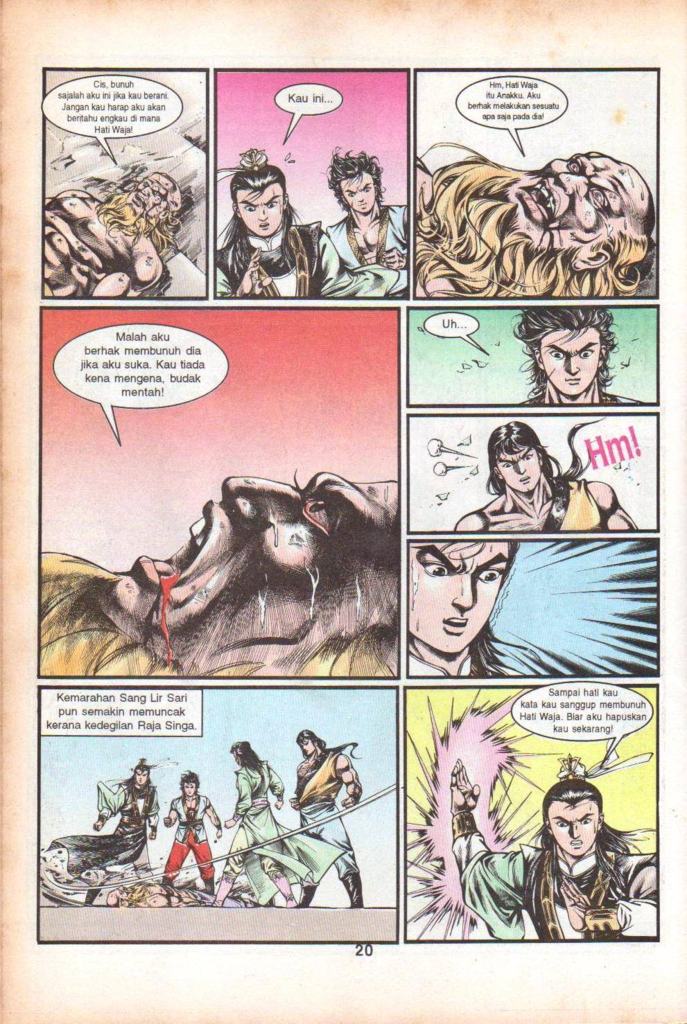 Cis, bunuh
sajalah aku ini jika kau berani.
Jangan kau harap aku akan
beritahu engkau di mana
Hati Waja!
Kau ini...
Hm, Hati Waja
itu Anakku. Aku
berhak melakukan sesuatu
apa saja pada dia!
Malah aku
berhak membunuh dia
jika aku suka. Kau tiada
kena mengena, budak
mentah!
Uh...
Hm!
Kemarahan Sang Lir Sari
pun semakin memuncak
kerana kedegilan Raja Singa.
Sampai hati kau
kata kau sanggup membunuh
Hati Waja. Biar aku hapuskan
kau sekarang!
20